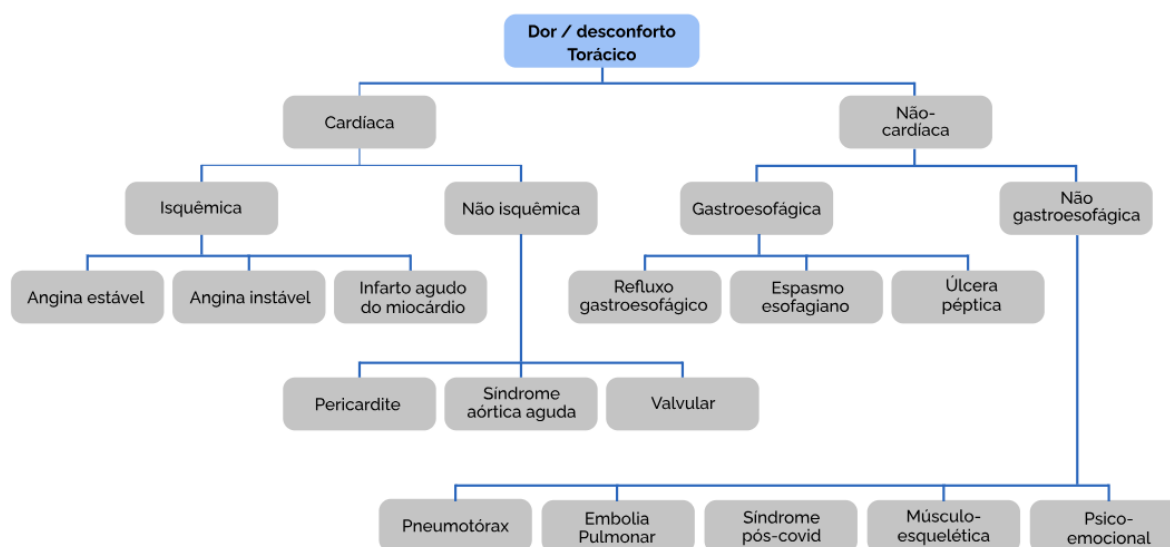 Dor / desconforto
Torácico
Cardíaca
Não-
cardíaca
Isquêmica
Não isquêmica
Gastroesofágica
Não
gastroesofágica
Angina estável
Angina instável
Infarto agudo
do miocárdio
Refluxo
gastroesofágico
Espasmo
esofagiano
Úlcera
péptica
Pericardite
Síndrome
aórtica aguda
Valvular
Pneumotórax
Embolia
Pulmonar
Síndrome
pós-covid
Músculo-
esquelética
Psico-
emocional